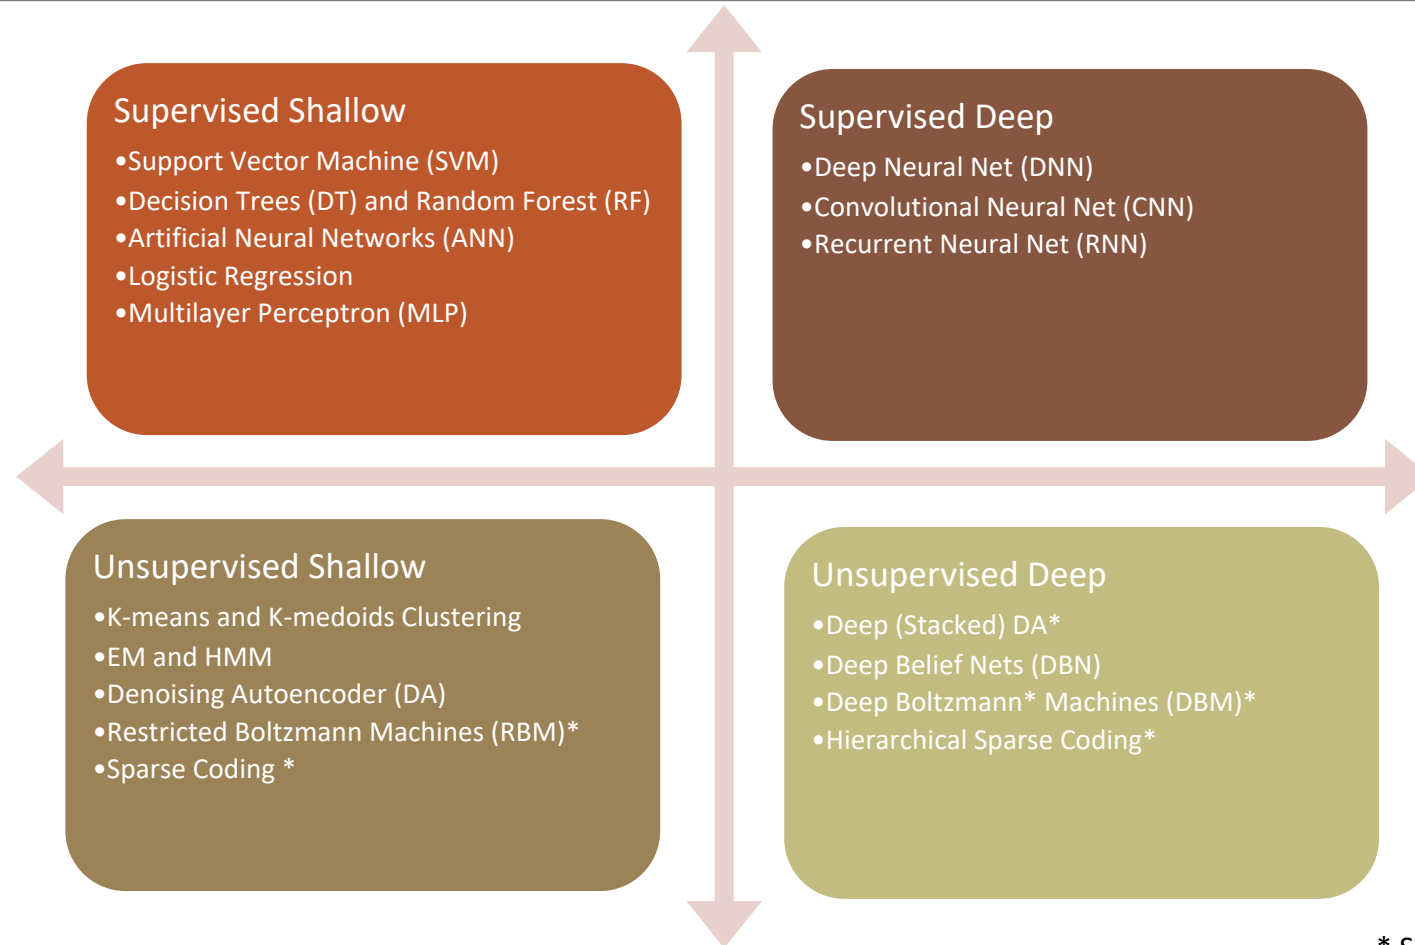 Supervised Shallow
•Support Vector Machine (SVM)
•Decision Trees (DT) and Random Forest (RF)
•Artificial Neural Networks (ANN)
•Logistic Regression
•Multilayer Perceptron (MLP)
Supervised Deep
•Deep Neural Net (DNN)
•Convolutional Neural Net (CNN)
•Recurrent Neural Net (RNN)
Unsupervised Shallow
•K-means and K-medoids Clustering
•EM and HMM
•Denoising Autoencoder (DA)
•Restricted Boltzmann Machines (RBM)*
•Sparse Coding *
Unsupervised Deep
•Deep (Stacked) DA*
•Deep Belief Nets (DBN)
•Deep Boltzmann* Machines (DBM)*
•Hierarchical Sparse Coding*
*